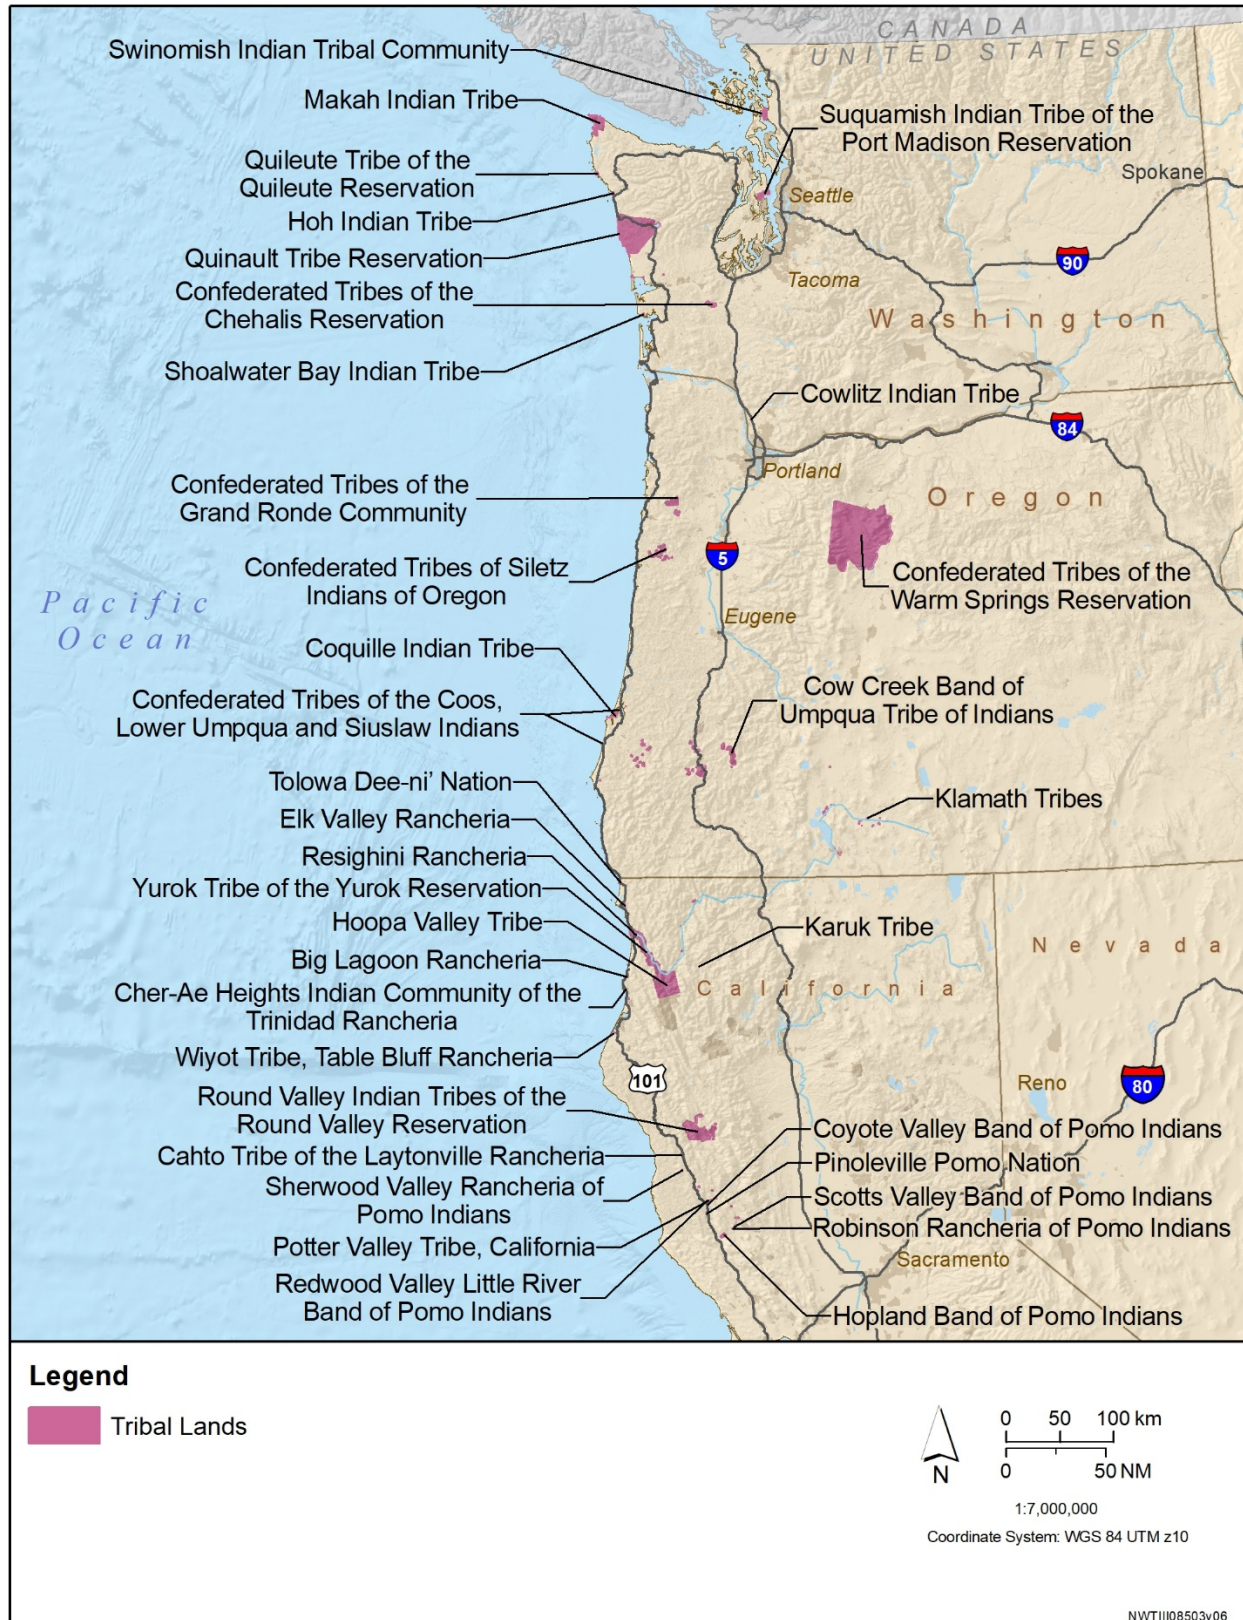 CANADA
UNITED STATES
Swinomish Indian Tribal Community
Makah Indian Tribe
Suquamish Indian Tribe of the
Port Madison Reservation
Quileute Tribe of the
Quileute Reservation
Spokane
Seattle
Hoh Indian Tribe
Quinault Tribe Reservation
90
Tacoma
Confederated Tribes of the
Chehalis Reservation
Washington
Shoalwater Bay Indian Tribe
Cowlitz Indian Tribe
84
Portland
Confederated Tribes of the
Grand Ronde Community
Oregon
5
Confederated Tribes of Siletz
Indians of Oregon
Confederated Tribes of the
Warm Springs Reservation
Pacific
Ocean
Eugene
Coquille Indian Tribe
Confederated Tribes of the Coos,
Lower Umpqua and Siuslaw Indians
Cow Creek Band of
Umpqua Tribe of Indians
Tolowa Dee-ni’ Nation
Klamath Tribes
Elk Valley Rancheria
Resighini Rancheria
Yurok Tribe of the Yurok Reservation
Hoopa Valley Tribe
Karuk Tribe
Nevada
Big Lagoon Rancheria
California
Cher-Ae Heights Indian Community of the
Trinidad Rancheria
Wiyot Tribe, Table Bluff Rancheria
101
Reno
80
Round Valley Indian Tribes of the
Round Valley Reservation
Coyote Valley Band of Pomo Indians
Cahto Tribe of the Laytonville Rancheria
Pinoleville Pomo Nation
Sherwood Valley Rancheria of
Pomo Indians
Scotts Valley Band of Pomo Indians
Robinson Rancheria of Pomo Indians
Potter Valley Tribe, California
Sacramento
Redwood Valley Little River
Band of Pomo Indians
Hopland Band of Pomo Indians
Legend
Tribal Lands
N
0 50 100 km
0 50 NM
1:7,000,000
Coordinate System: WGS 84 UTM z10
NWTIII08503v06